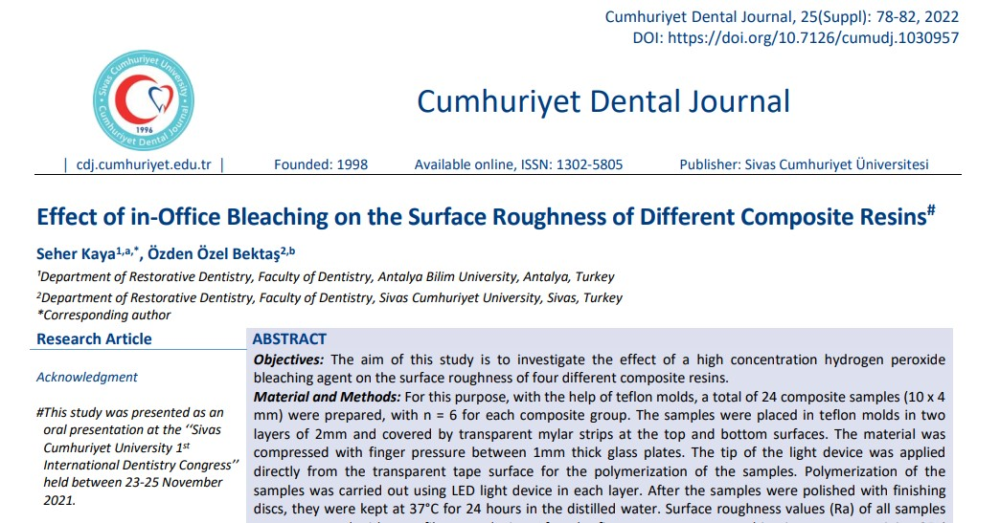 Cumhuriyet Dental Journal, 25(Suppl): 78-82, 2022
DOI: https://doi.org/10.7126/cumudj.1030957
Sivas Cumhuriyet University
Cumhuriyet Dental Journal
1996
Cumhuriyet Dental Journal
| cdj.cumhuriyet.edu.tr | Founded: 1998 Available online, ISSN: 1302-5805 Publisher: Sivas Cumhuriyet Üniversitesi
Effect of in-Office Bleaching on the Surface Roughness of Different Composite Resins#
Seher Kaya1,a,*, Özden Özel Bektaş2,b
1Department of Restorative Dentistry, Faculty of Dentistry, Antalya Bilim University, Antalya, Turkey
2Department of Restorative Dentistry, Faculty of Dentistry, Sivas Cumhuriyet University, Sivas, Turkey
*Corresponding author
Research Article
Acknowledgment
#This study was presented as an
oral presentation at the ‘‘Sivas
Cumhuriyet University 1st
International Dentistry Congress’’
held between 23-25 November
2021.
ABSTRACT
Objectives: The aim of this study is to investigate the effect of a high concentration hydrogen peroxide
bleaching agent on the surface roughness of four different composite resins.
Material and Methods: For this purpose, with the help of teflon molds, a total of 24 composite samples (10 x 4
mm) were prepared, with n = 6 for each composite group. The samples were placed in teflon molds in two
layers of 2mm and covered by transparent mylar strips at the top and bottom surfaces. The material was
compressed with finger pressure between 1mm thick glass plates. The tip of the light device was applied
directly from the transparent tape surface for the polymerization of the samples. Polymerization of the
samples was carried out using LED light device in each layer. After the samples were polished with finishing
discs, they were kept at 37°C for 24 hours in the distilled water. Surface roughness values (Ra) of all samples